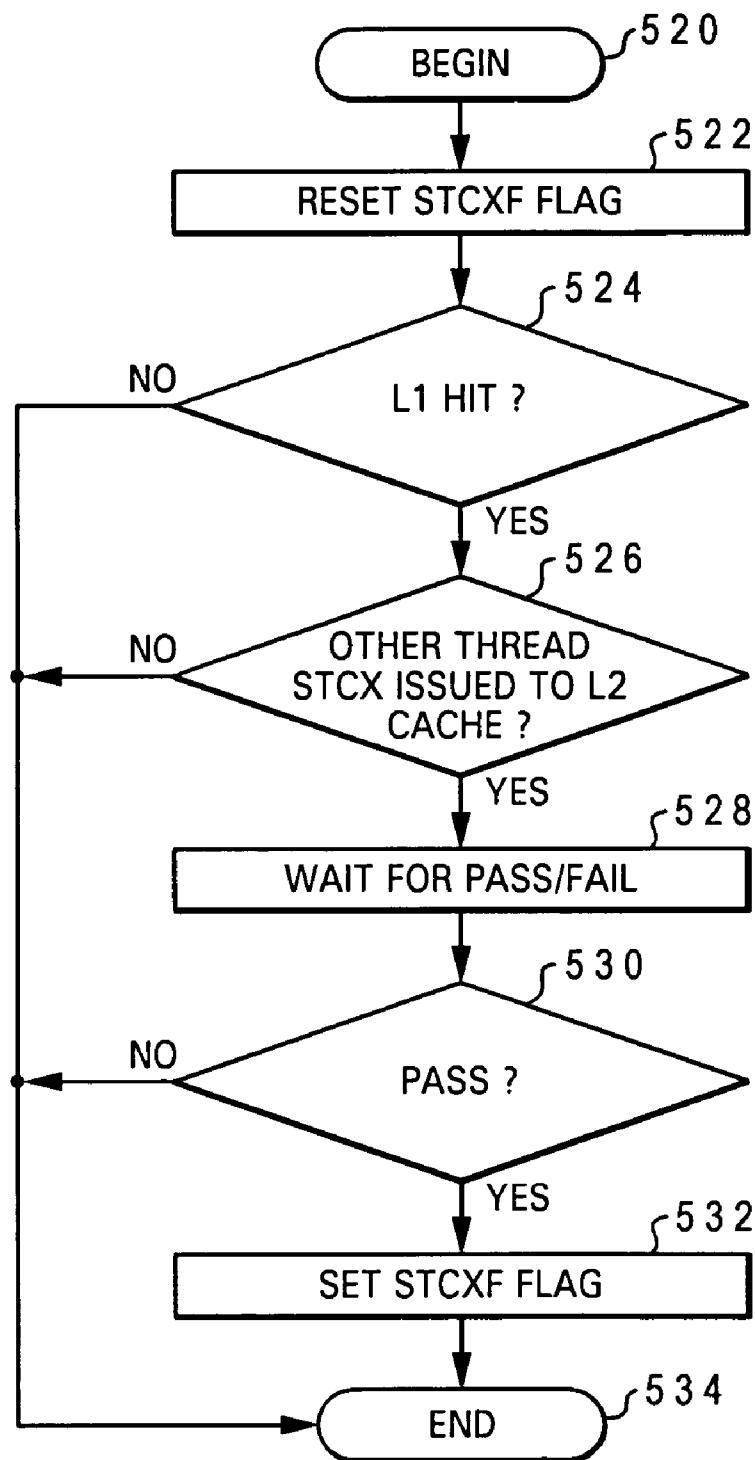 BEGIN
520
522
RESET STCXF FLAG
524
NO
L1 HIT ?
YES
526
NO
OTHER THREAD
STCX ISSUED TO L2
CACHE ?
YES
528
WAIT FOR PASS/FAIL
530
NO
PASS ?
YES
532
SET STCXF FLAG
534
END